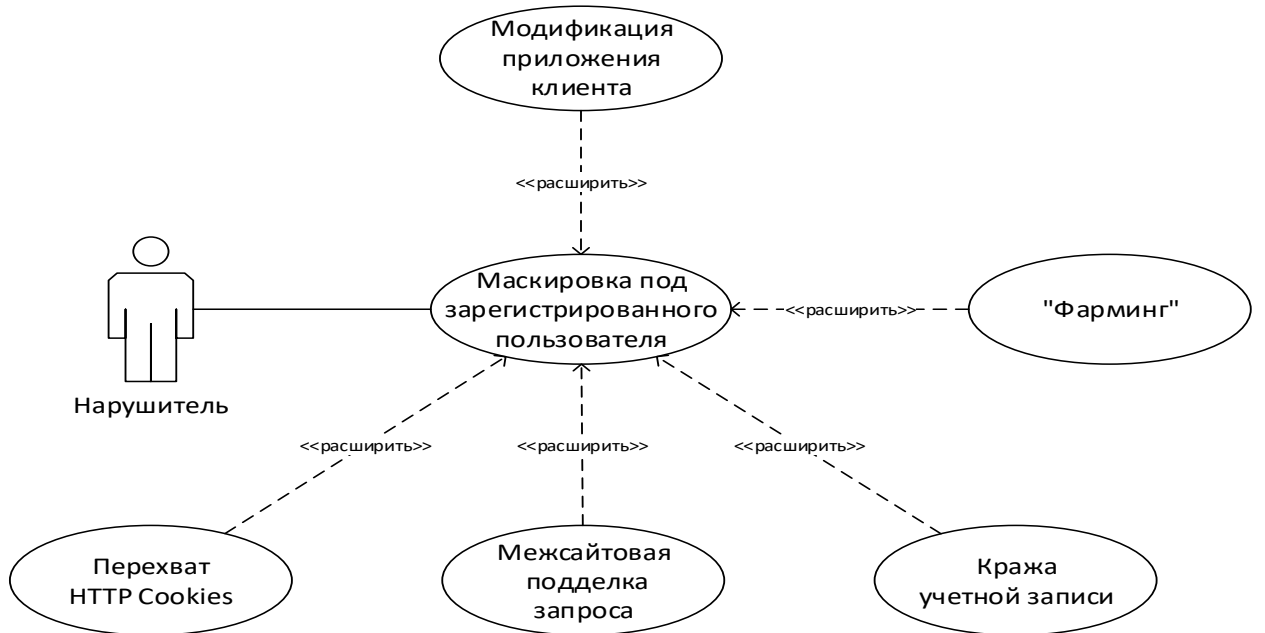 Модификация
приложения
клиента
<<расширить>>
Маскировка под
зарегистрированного
пользователя
<<расширить>>
"Фарминг"
Нарушитель
<<расширить>>
<<расширить>>
<<расширить>>
Перехват
HTTP Cookies
Межсайтовая
подделка
запроса
Кража
учетной записи